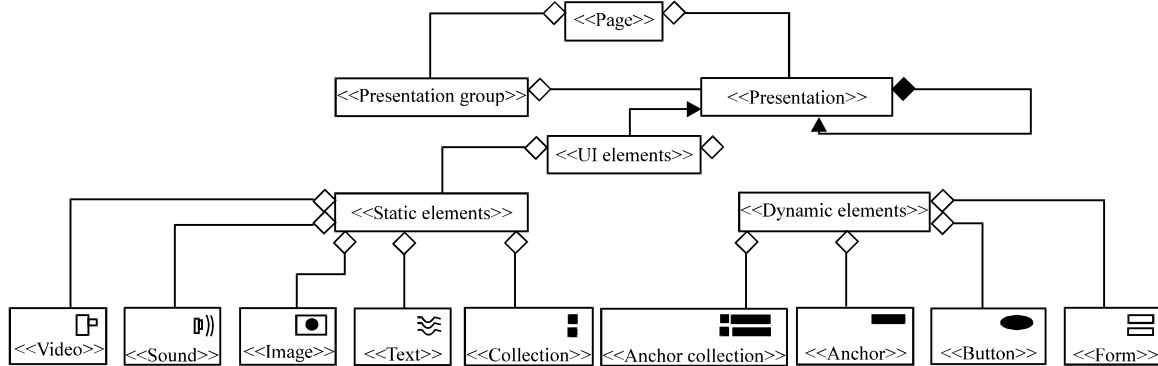 <<Page>>
<<Presentation group>>
<<Presentation>>
<<UI elements>>
<<Static elements>>
<<Dynamic elements>>
<<Video>>
<<Sound>>
<<Image>>
<<Text>>
<<Collection>>
<<Anchor collection>>
<<Anchor>>
<<Button>>
<<Form>>